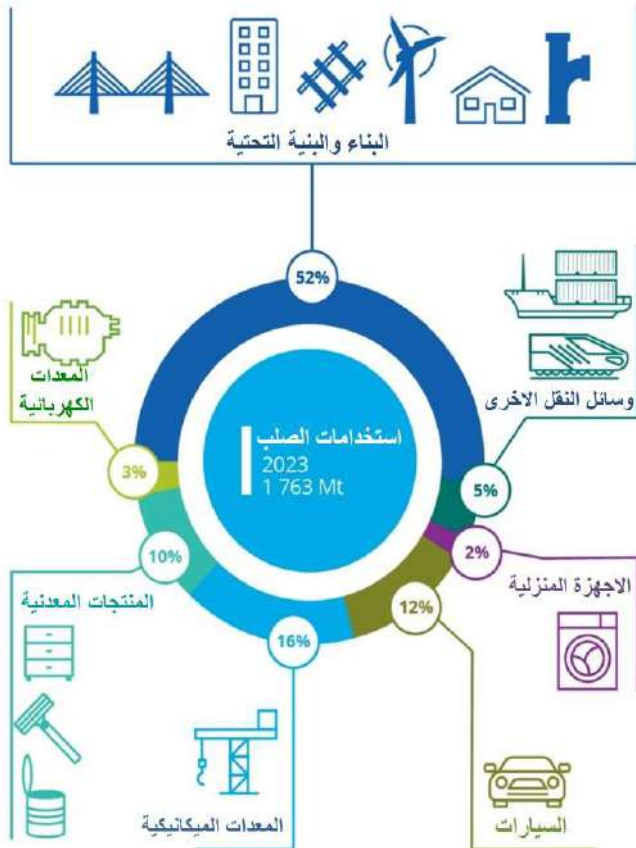 البناء والبنية التحتية
52%
المعدات
الكهربائية
وسائل النقل الاخرى
استخدامات الصلب
2023
1 763 Mt
3%
5%
10%
2%
المنتجات المعدنية
الاجهزة المنزلية
12%
16%
المعدات الميكانيكية
السيارات